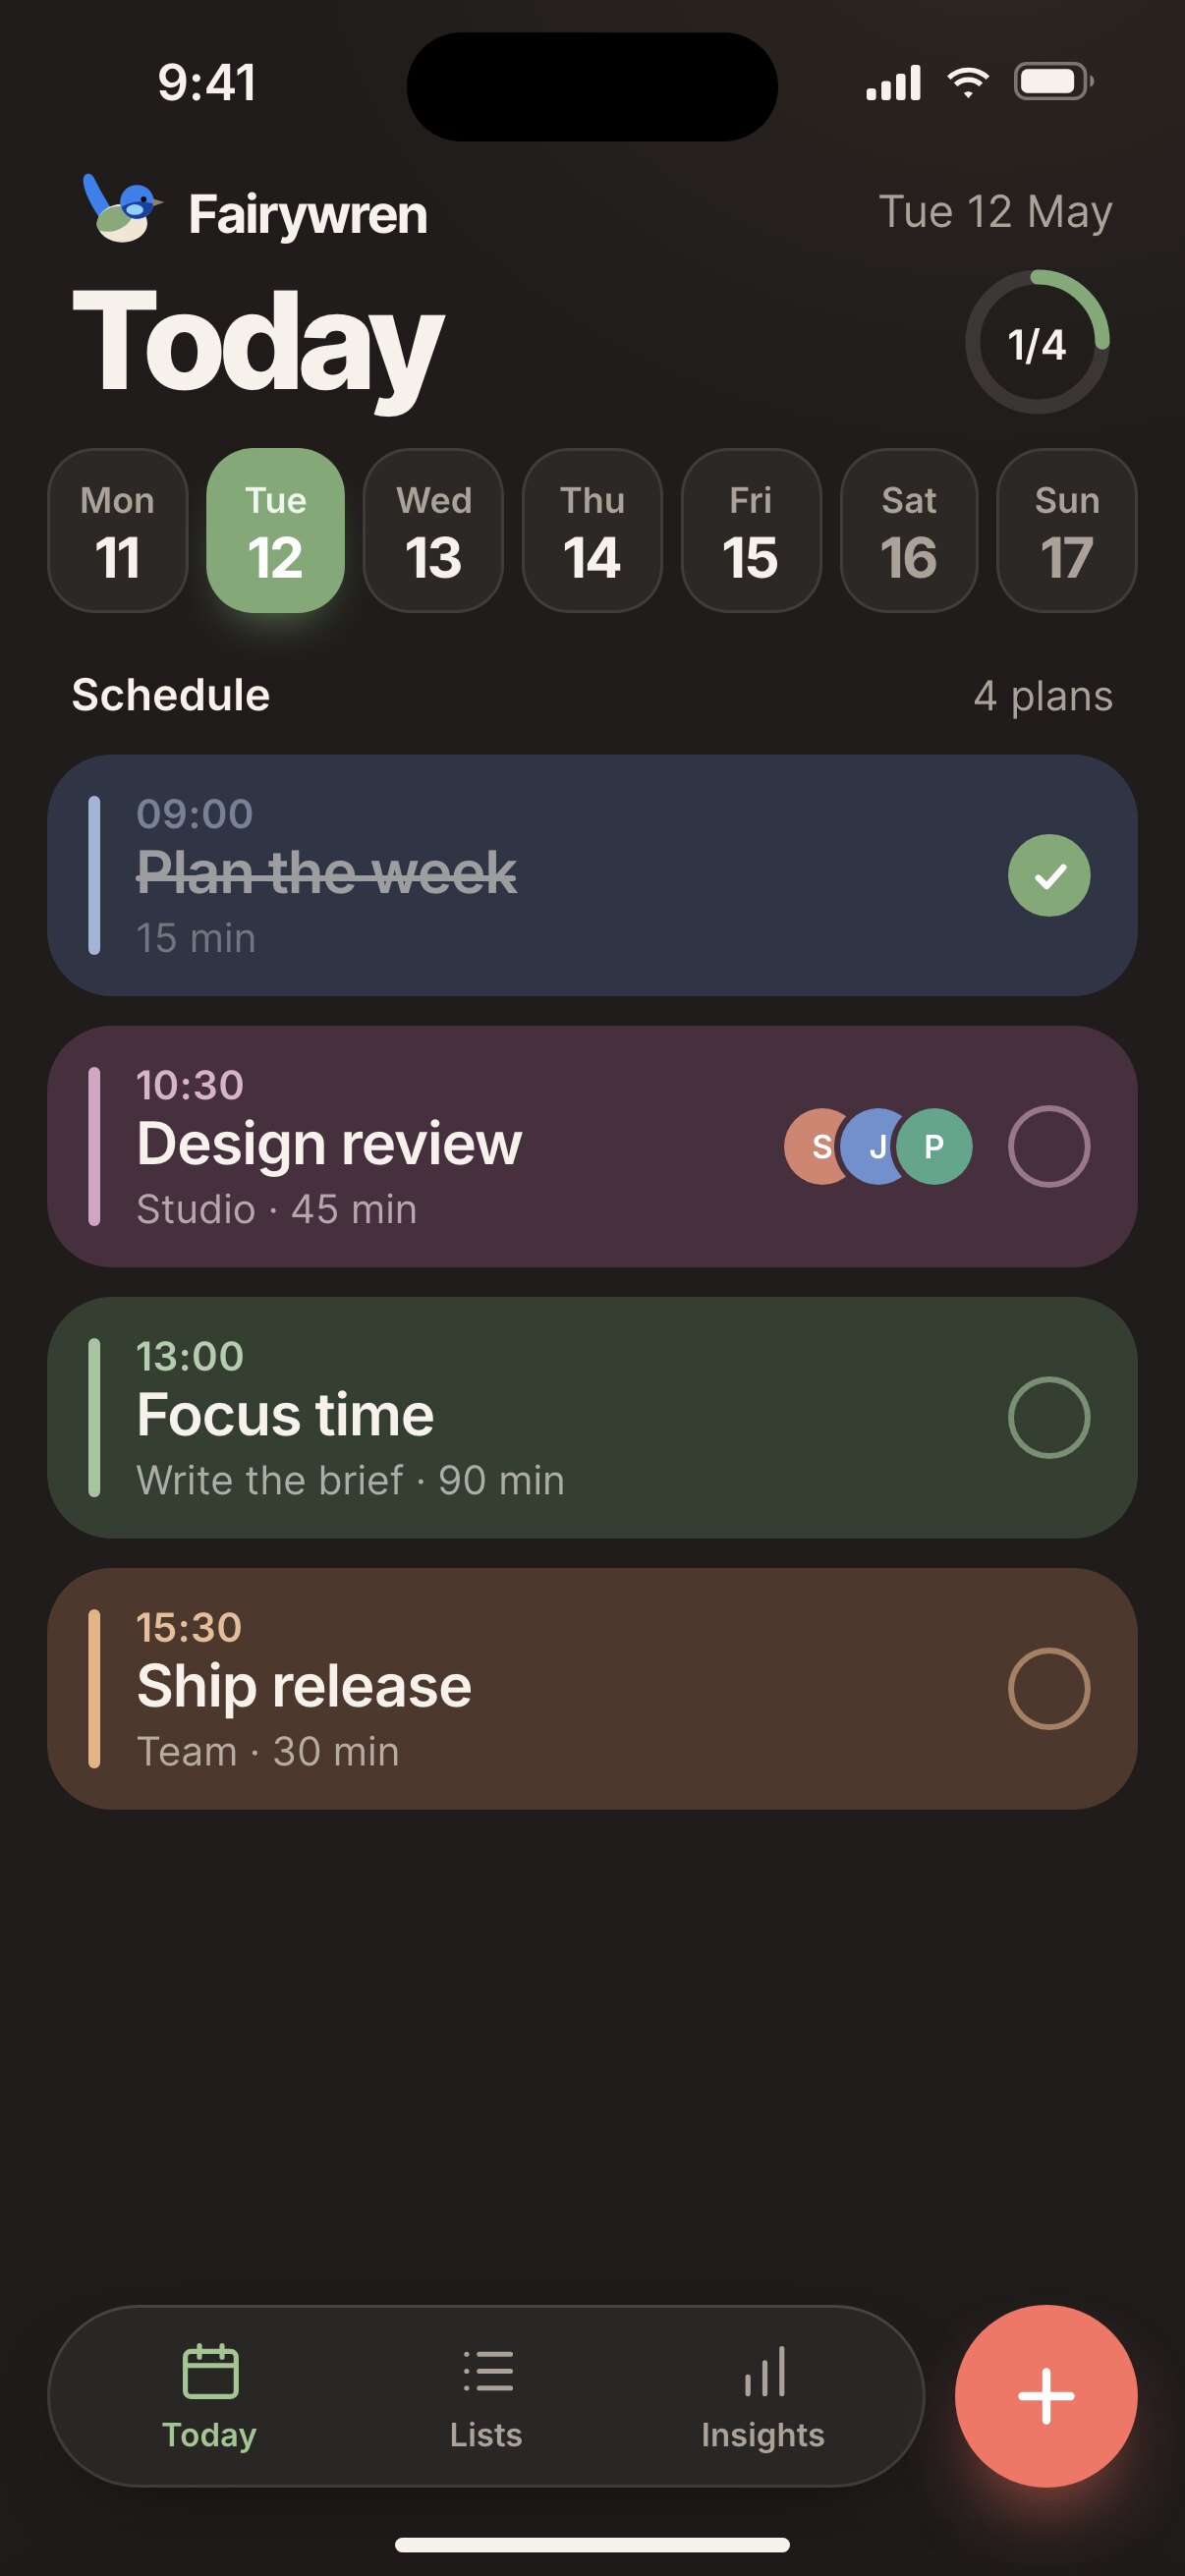 9:41
Fairywren
Tue 12 May
Today
1/4
Mon Tue Wed Thu Fri Sat Sun
11 12 13 14 15 16 17
Schedule
4 plans
09:00
Plan the week
15 min
10:30
Design review
Studio · 45 min
S J P
13:00
Focus time
Write the brief · 90 min
15:30
Ship release
Team · 30 min
Today Lists Insights